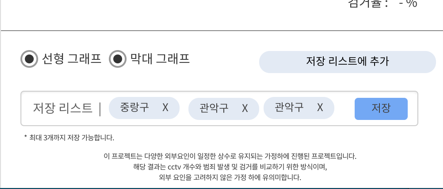 검거율 : - %
선형 그래프 막대 그래프 저장 리스트에 추가
저장 리스트 | 중랑구 X 관악구 X 관악구 X 저장
* 최대 3개까지 저장 가능합니다.
이 프로젝트는 다양한 외부요인이 일정한 상수로 유지되는 가정하에 진행된 프로젝트입니다.
해당 결과는 cctv 개수와 범죄 발생 및 검거를 비교하기 위한 방식이며,
외부 요인을 고려하지 않은 가정 하에 유의미합니다.